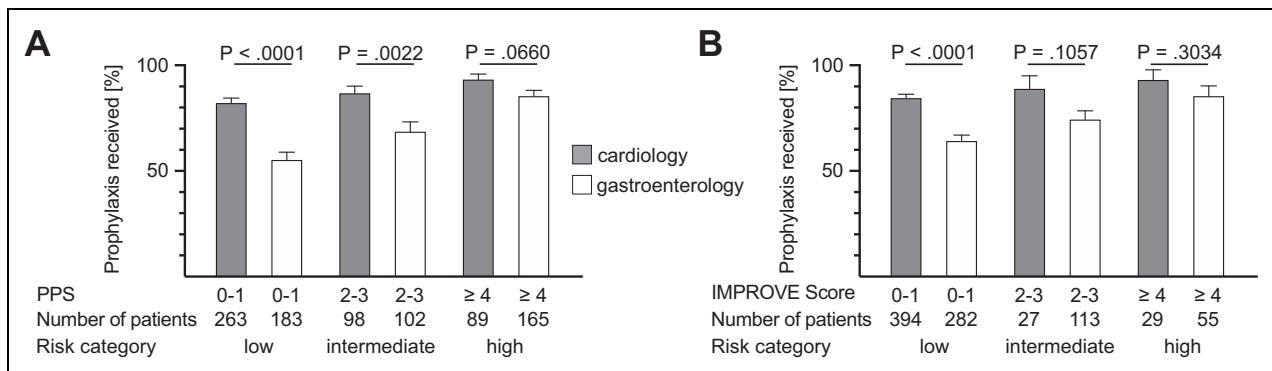 A
P < .0001 P = .0022 P = .0660
Prophylaxis received [%]
100
50
cardiology
gastroenterology
PPS 0-1 0-1 2-3 2-3 ≥ 4 ≥ 4
Number of patients 263 183 98 102 89 165
Risk category low intermediate high
B
P < .0001 P = .1057 P = .3034
Prophylaxis received [%]
100
50
IMPROVE Score 0-1 0-1 2-3 2-3 ≥ 4 ≥ 4
Number of patients 394 282 27 113 29 55
Risk category low intermediate high